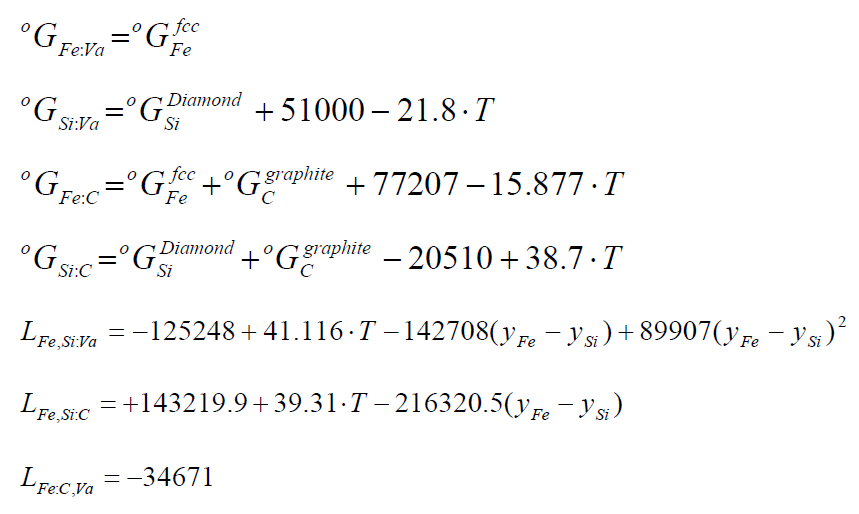 °G_{Fe:Va} = °G_{Fe}^{fcc}
°G_{Si:Va} = °G_{Si}^{Diamond} + 51000 − 21.8 · T
°G_{Fe:C} = °G_{Fe}^{fcc} + °G_{C}^{graphite} + 77207 − 15.877 · T
°G_{Si:C} = °G_{Si}^{Diamond} + °G_{C}^{graphite} − 20510 + 38.7 · T
L_{Fe,Si:Va} = −125248 + 41.116 · T − 142708(y_{Fe} − y_{Si}) + 89907(y_{Fe} − y_{Si})^2
L_{Fe,Si:C} = +143219.9 + 39.31 · T − 216320.5(y_{Fe} − y_{Si})
L_{Fe:C,Va} = −34671